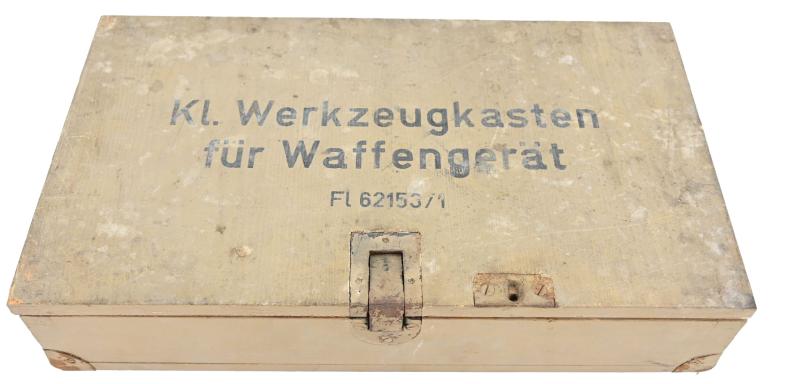 Kl. Werkzeugkasten
für Waffengerät
Fl 62153/1